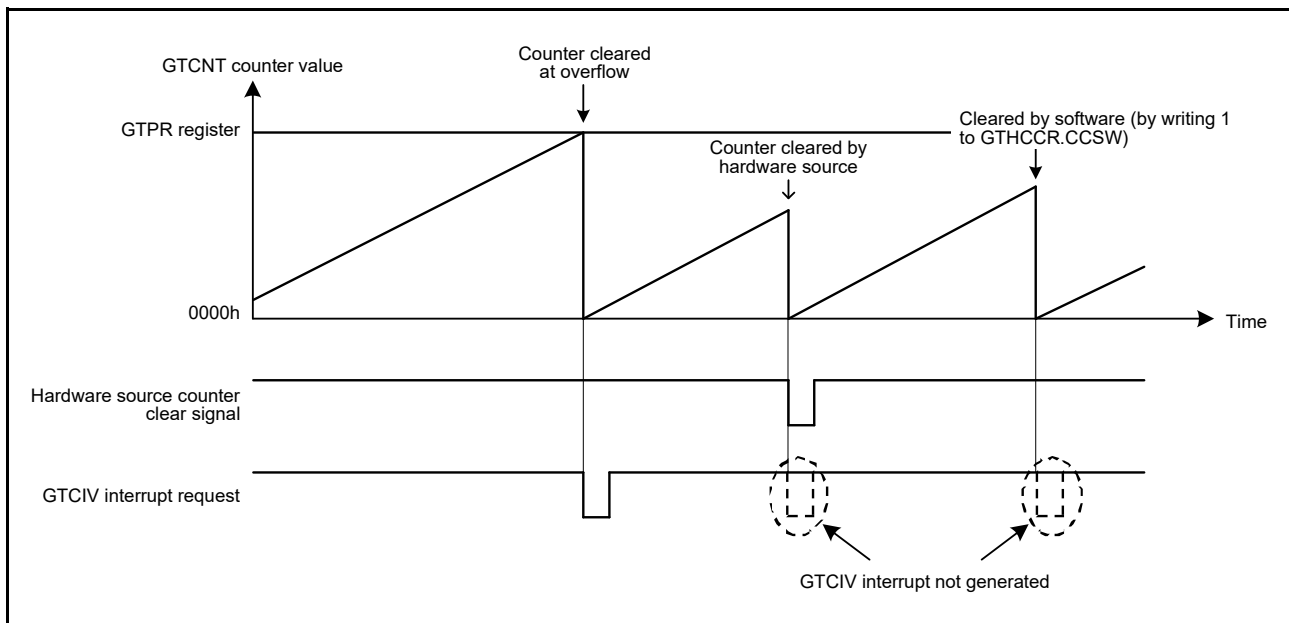 Counter cleared
at overflow
GTCNT counter value
GTPR register
Cleared by software (by writing 1
to GTHCCR.CCSW)
Counter cleared by
hardware source
0000h
Time
Hardware source counter
clear signal
GTCIV interrupt request
GTCIV interrupt not generated